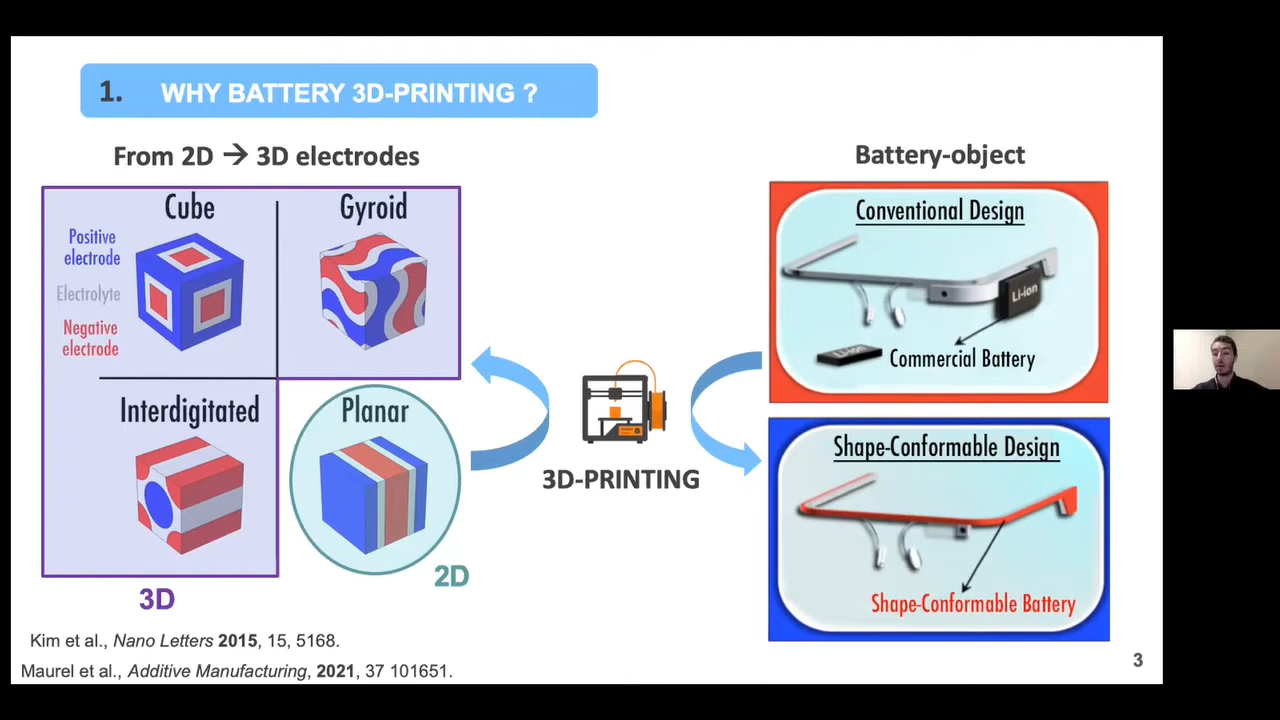 1. WHY BATTERY 3D-PRINTING ?
From 2D → 3D electrodes
Cube
Gyroid
Positive
electrode
Electrolyte
Negative
electrode
Interdigitated
Planar
3D
2D
3D-PRINTING
Battery-object
Conventional Design
Li-ion
Li-ion
Commercial Battery
Shape-Conformable Design
Shape-Conformable Battery
Kim et al., Nano Letters 2015, 15, 5168.
Maurel et al., Additive Manufacturing, 2021, 37 101651.
3